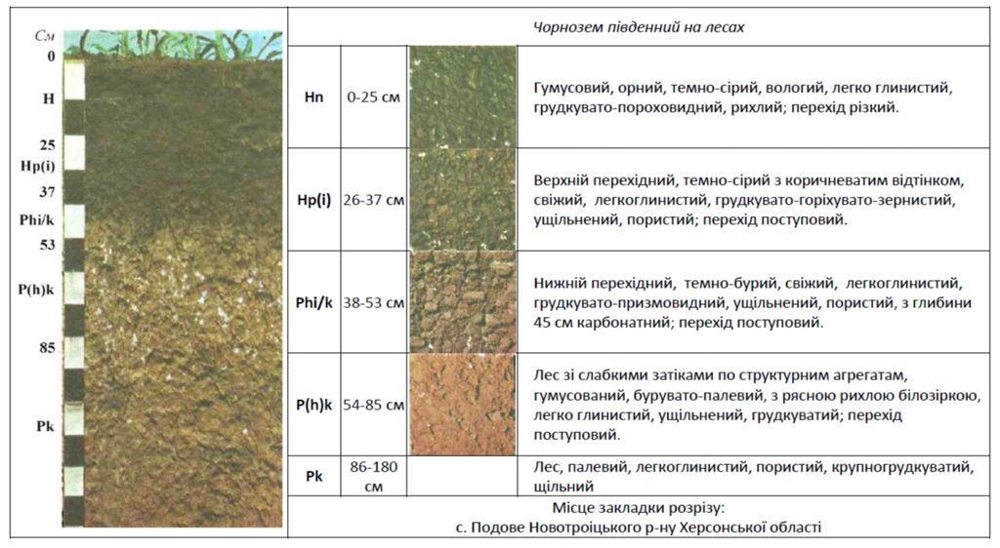 См
0
H
25
Hp(i)
37
Phi/k
53
P(h)k
85
Pk
Чорнозем південний на лесах
Нп
0-25 см
Гумусовий, орний, темно-сірий, вологий, легко глинистий,
грудкувато-пороховидний, рихлий; перехід різкий.
Нр(і)
26-37 см
Верхній перехідний, темно-сірий з коричневатим відтінком,
свіжий, легкоглинистий, грудкувато-горіхувато-зернистий,
ущільнений, пористий; перехід поступовий.
Phi/k
38-53 см
Нижній перехідний, темно-бурий, свіжий, легкоглинистий,
грудкувато-призмовидний, ущільнений, пористий, з глибини
45 см карбонатний; перехід поступовий.
P(h)k
54-85 см
Лес зі слабкими затіками по структурним агрегатам,
гумусований, бурувато-палевий, з рясною рихлою білозіркою,
легко глинистий, ущільнений, грудкуватий; перехід
поступовий.
Pk
86-180
см
Лес, палевий, легкоглинистий, пористий, крупногрудкуватий,
щільний
Місце закладки розрізу:
с. Подове Новотроіцького р-ну Херсонської області